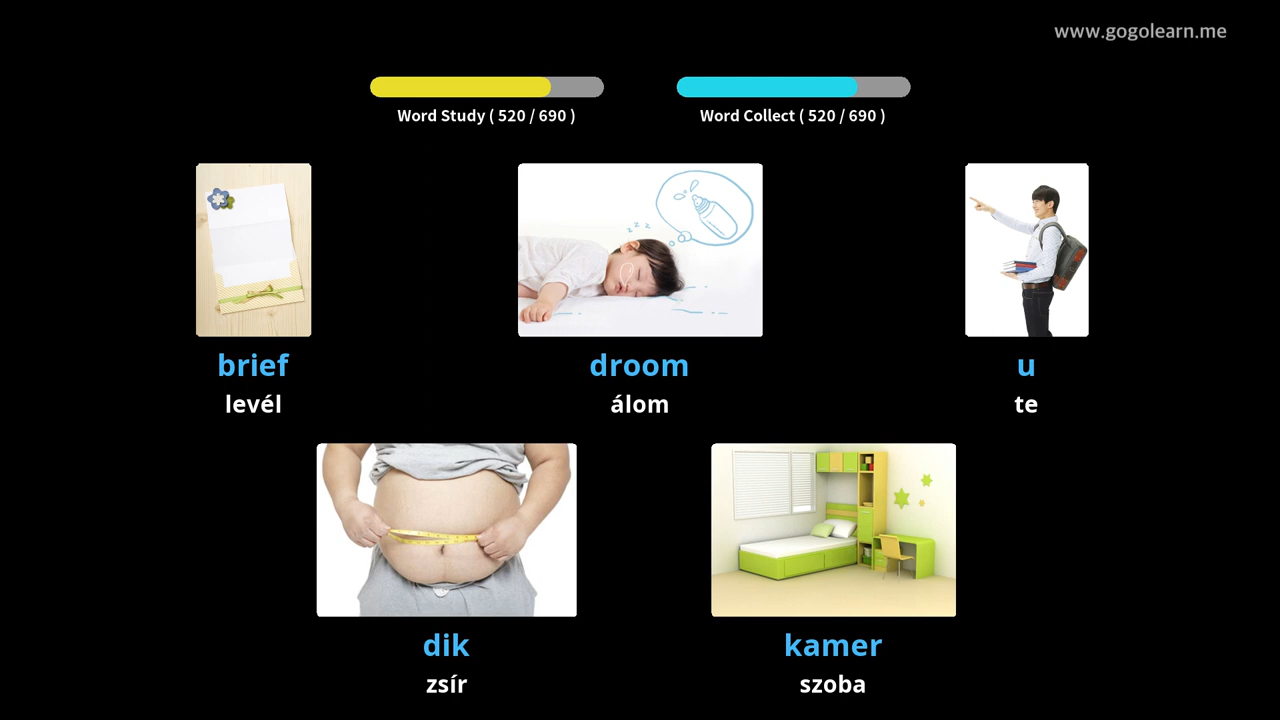 www.gogolearn.me
Word Study ( 520 / 690 )
Word Collect ( 520 / 690 )
brief
levél
droom
álom
u
te
dik
zsír
kamer
szoba